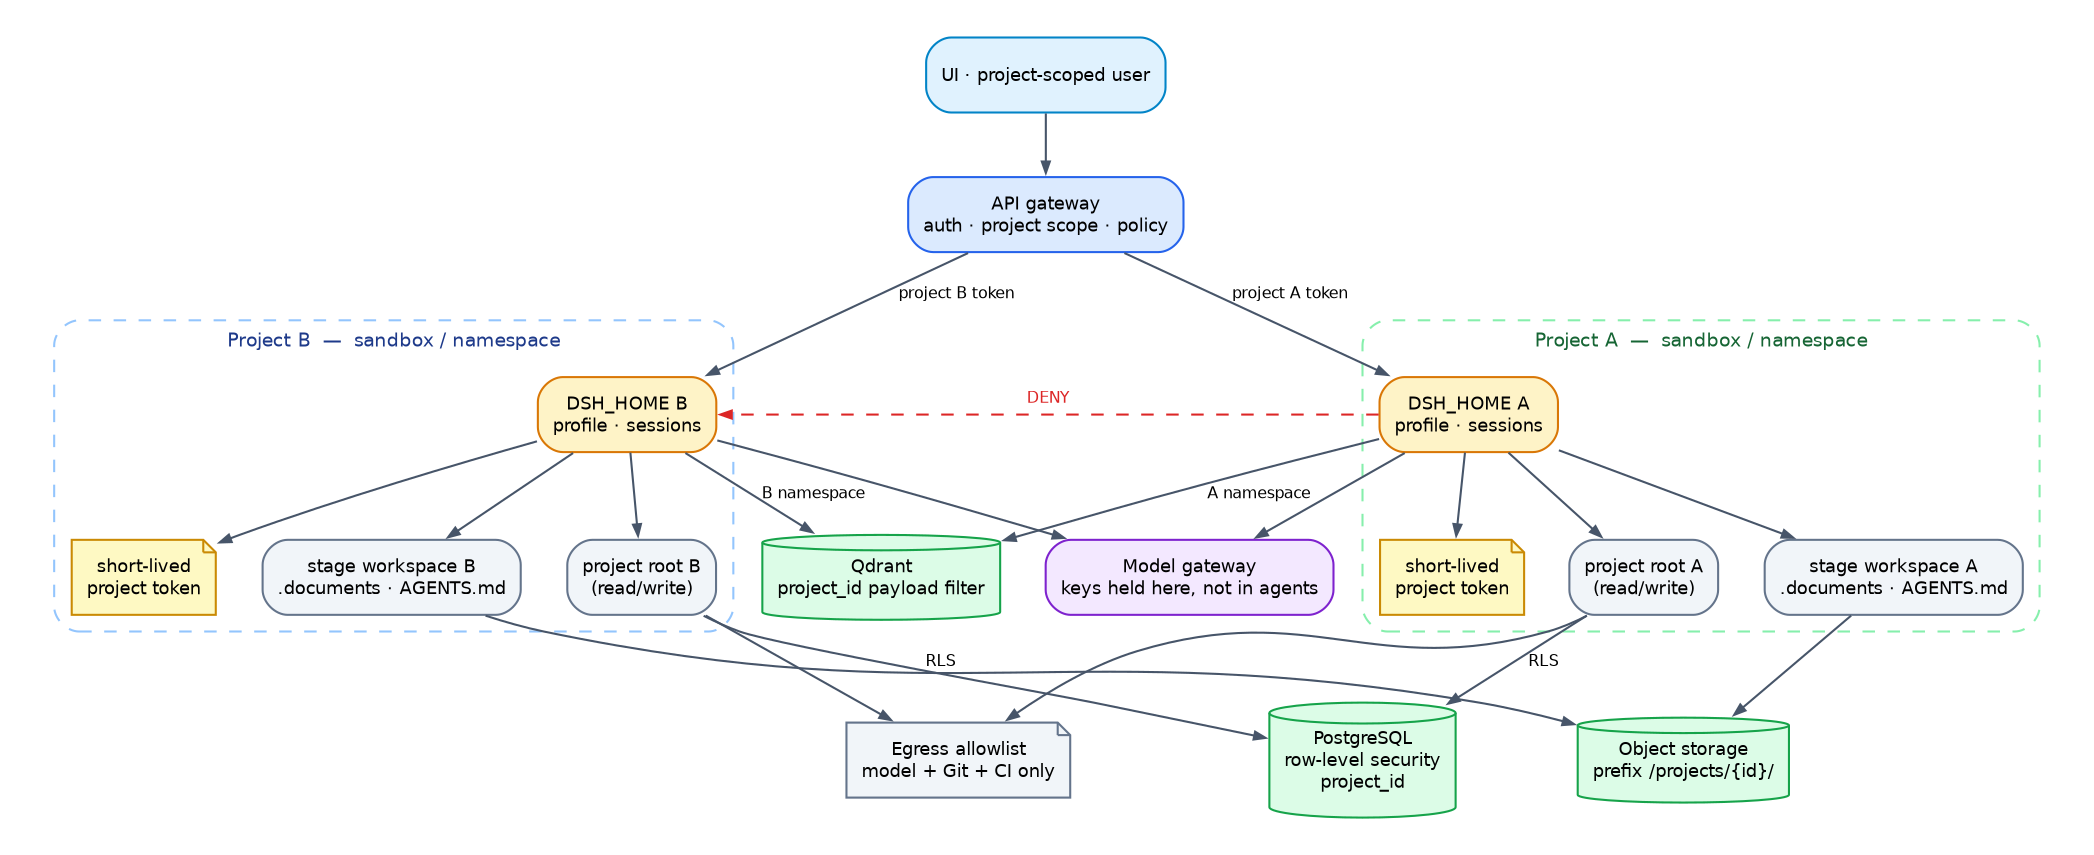 UI · project-scoped user
API gateway
auth · project scope · policy
project B token
project A token
Project B — sandbox / namespace
Project A — sandbox / namespace
DSH_HOME B
profile · sessions
DENY
DSH_HOME A
profile · sessions
B namespace
A namespace
short-lived
project token
stage workspace B
.documents · AGENTS.md
project root B
(read/write)
Qdrant
project_id payload filter
Model gateway
keys held here, not in agents
short-lived
project token
project root A
(read/write)
stage workspace A
.documents · AGENTS.md
RLS
RLS
Egress allowlist
model + Git + CI only
PostgreSQL
row-level security
project_id
Object storage
prefix /projects/{id}/